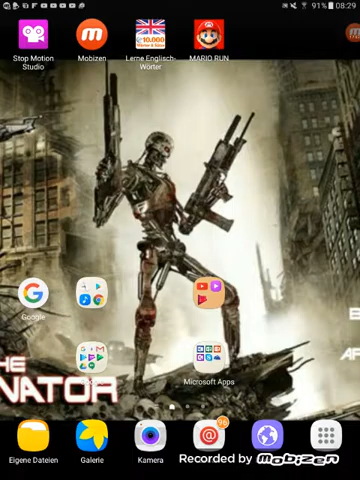 91% 08:29
Stop Motion Studio
Mobizen
Lerne Englisch-Wörter
MARIO RUN
10.000
Google
HE
NATOR
Microsoft Apps
96
Eigene Dateien
Galerie
Kamera
Recorded by Mobizen